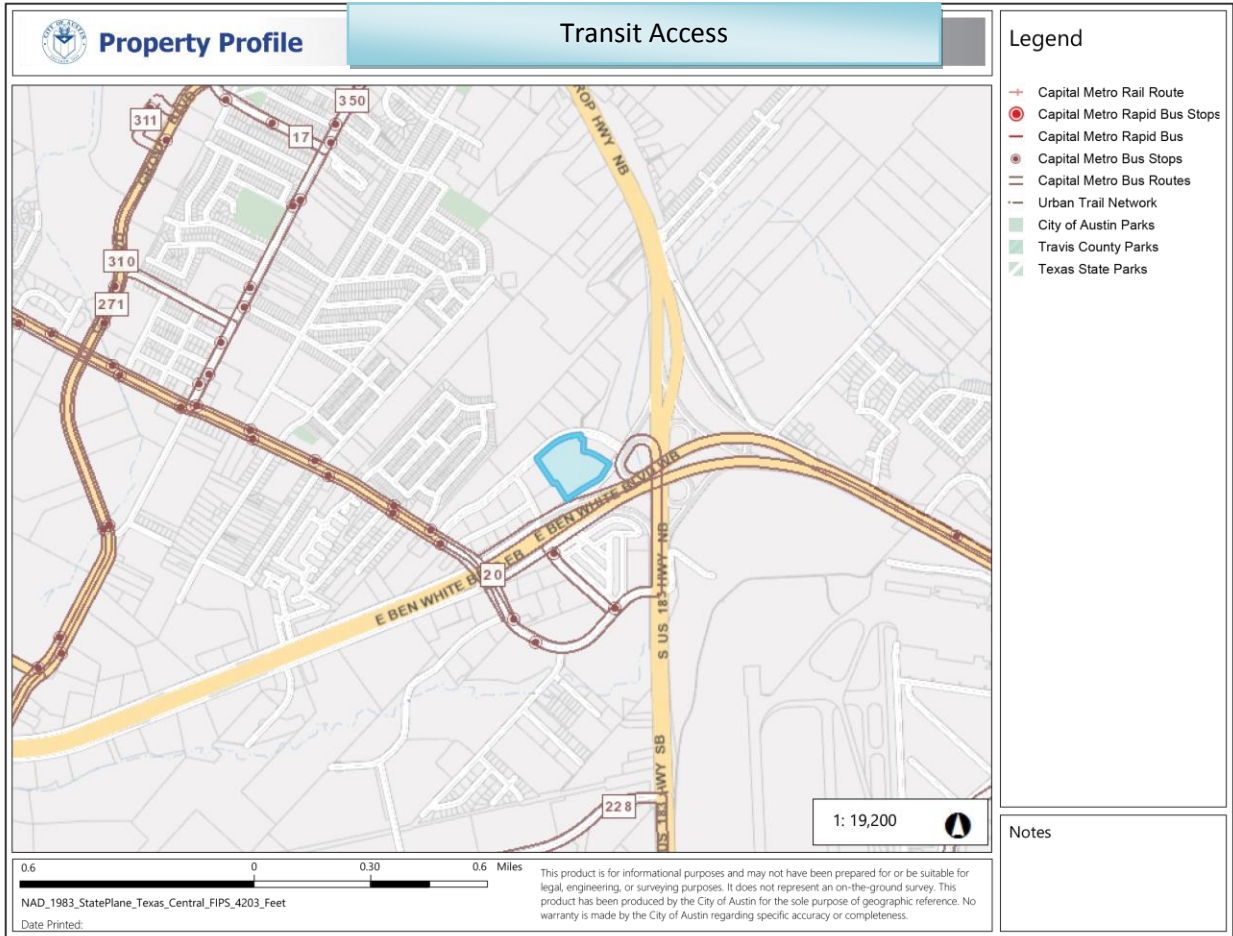 Property Profile
Transit Access
Legend
Capital Metro Rail Route
Capital Metro Rapid Bus Stops
Capital Metro Rapid Bus
Capital Metro Bus Stops
Capital Metro Bus Routes
Urban Trail Network
City of Austin Parks
Travis County Parks
Texas State Parks
350
311
17
ROP HWY NB
310
271
E BEN WHITE BLVD WB
20
S US 183 HWY NB
228
US 183 HWY SB
1: 19,200
Notes
0.6
0
0.30
0.6 Miles
NAD_1983_StatePlane_Texas_Central_FIPS_4203_Feet
Date Printed:
This product is for informational purposes and may not have been prepared for or be suitable for
legal, engineering, or surveying purposes. It does not represent an on-the-ground survey. This
product has been produced by the City of Austin for the sole purpose of geographic reference. No
warranty is made by the City of Austin regarding specific accuracy or completeness.